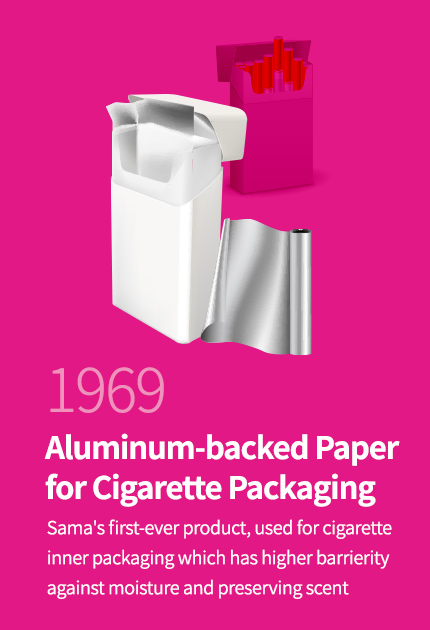 1969
Aluminum-backed Paper
for Cigarette Packaging
Sama's first-ever product, used for cigarette
inner packaging which has higher barrierity
against moisture and preserving scent